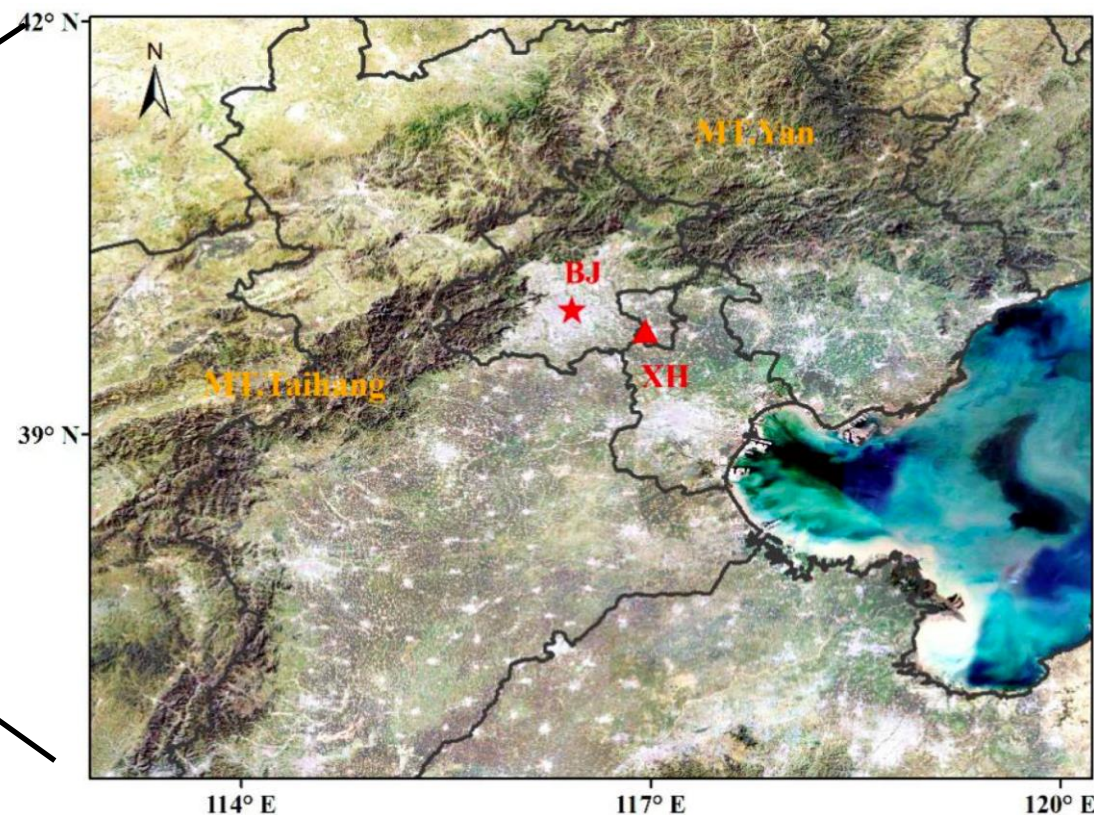 42° N
N
MT.Yan
BJ
XH
MT.Taihang
39° N
114° E
117° E
120° E